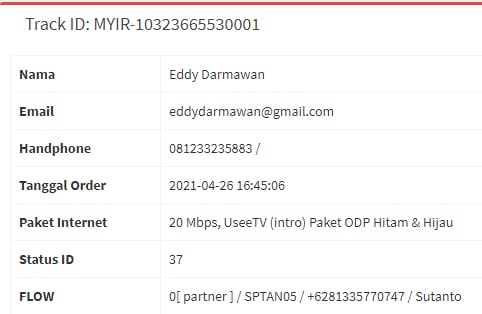 Track ID: MYIR-10323665530001
Nama Eddy Darmawan
Email eddydarmawan@gmail.com
Handphone 081233235883 /
Tanggal Order 2021-04-26 16:45:06
Paket Internet 20 Mbps, UseeTV (intro) Paket ODP Hitam & Hijau
Status ID 37
FLOW 0[ partner ] / SPTAN05 / +6281335770747 / Sutanto